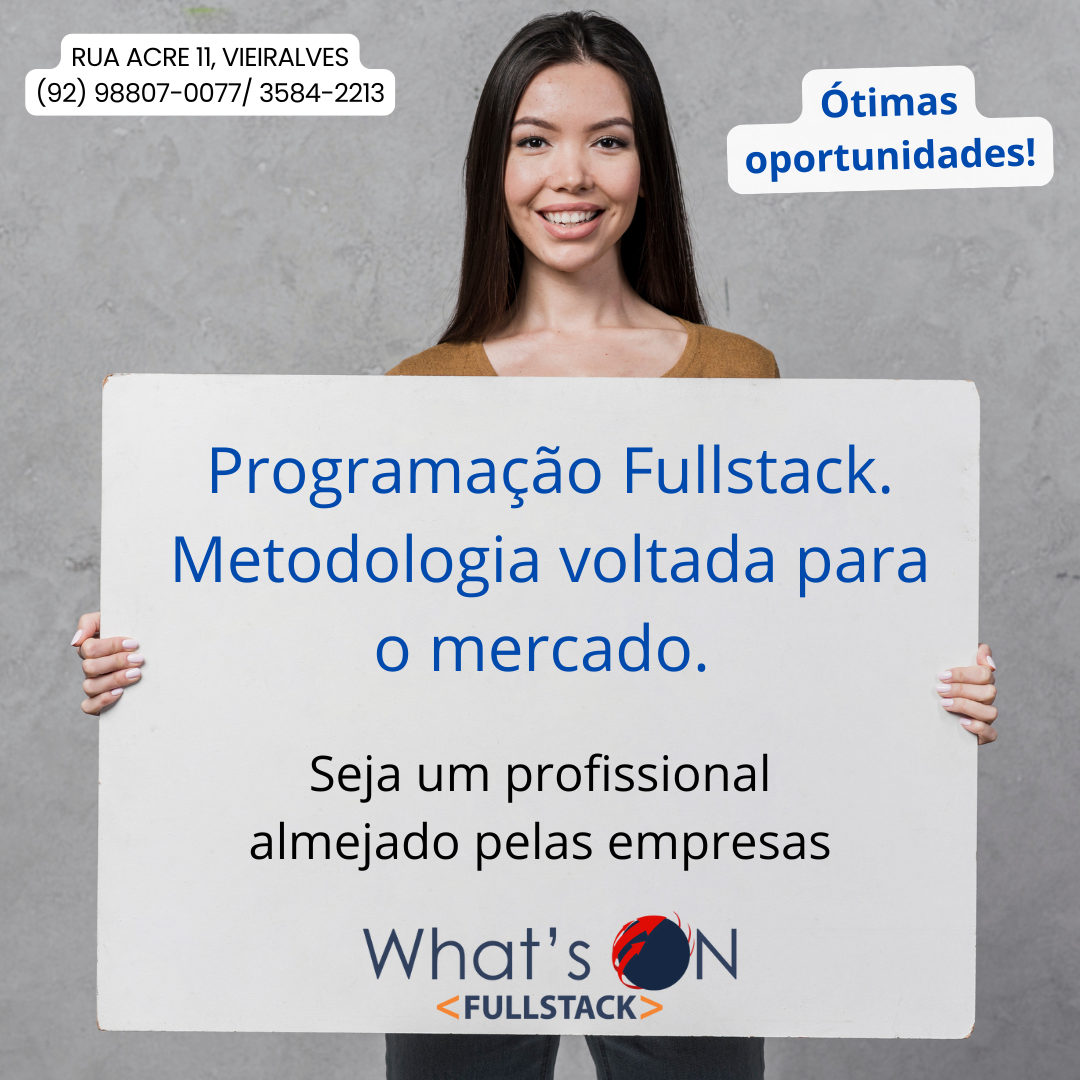 RUA ACRE 11, VIEIRALVES
(92) 98807-0077/ 3584-2213
Ótimas
oportunidades!
Programação Fullstack.
Metodologia voltada para
o mercado.
Seja um profissional
almejado pelas empresas
What's ON
<FULLSTACK>